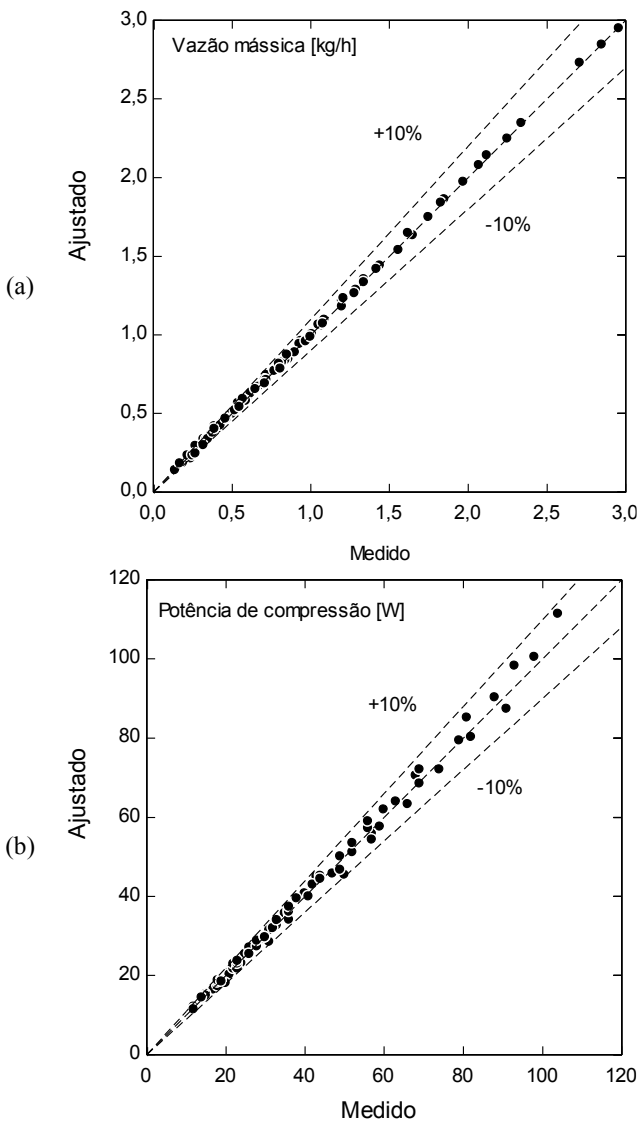 3,0
Vazão mássica [kg/h]
2,5
+10%
2,0
Ajustado
-10%
1,5
(a)
1,0
0,5
0,0
0,0 0,5 1,0 1,5 2,0 2,5 3,0
Medido
120
Potência de compressão [W]
100
+10%
80
Ajustado
-10%
60
(b)
40
20
0
0 20 40 60 80 100 120
Medido